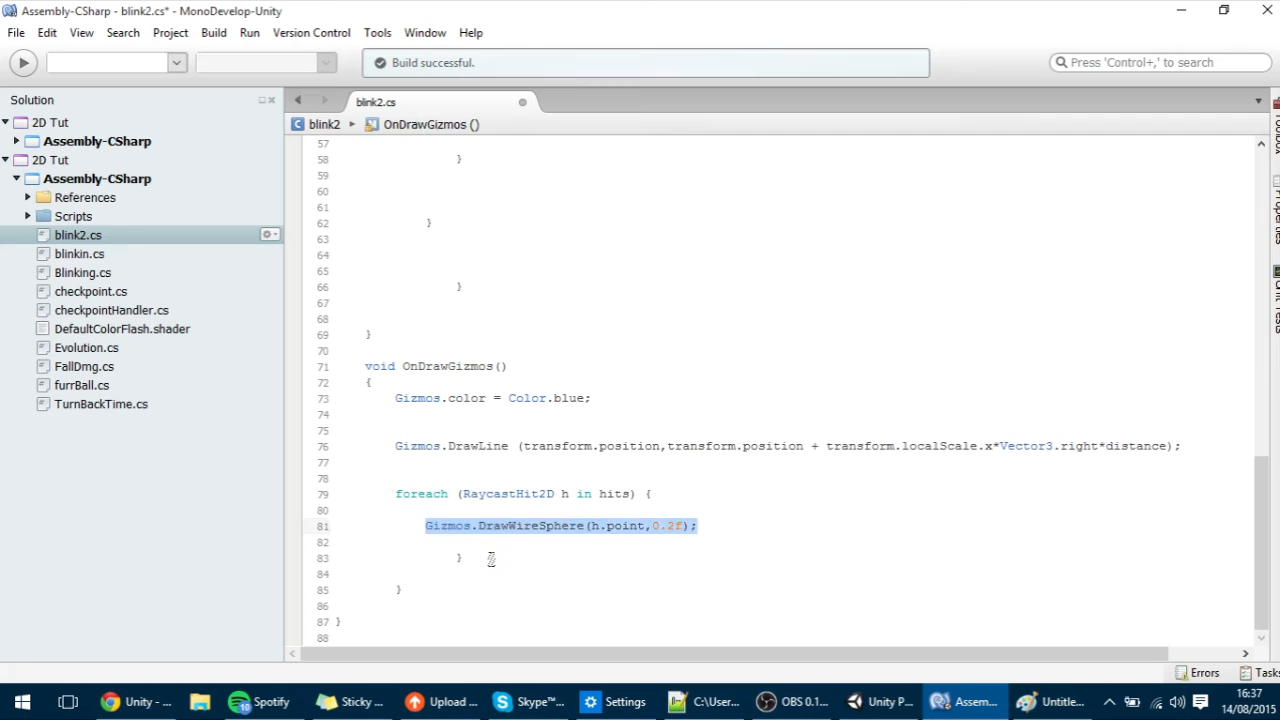 Assembly-CSharp - blink2.cs* - MonoDevelop-Unity
File Edit View Search Project Build Run Version Control Tools Window Help
Build successful.
Press 'Control+,' to search
Solution
blink2.cs
2D Tut
blink2 OnDrawGizmos ()
Assembly-CSharp
2D Tut
Assembly-CSharp
References
Scripts
blink2.cs
blinkin.cs
Blinking.cs
checkpoint.cs
checkpointHandler.cs
DefaultColorFlash.shader
Evolution.cs
FallDmg.cs
furrBall.cs
TurnBackTime.cs
57
58 }
59
60
61
62 }
63
64
65
66 }
67
68
69 }
70
71 void OnDrawGizmos()
72 {
73 Gizmos.color = Color.blue;
74
75
76 Gizmos.DrawLine (transform.position,transform.position + transform.localScale.x*Vector3.right*distance);
77
78
79 foreach (RaycastHit2D h in hits) {
80
81 Gizmos.DrawWireSphere(h.point,0.2f);
82
83 }
84
85 }
86
87 }
88
Errors Tasks
Unity - ... Spotify Sticky ... Upload ... Skype™... Settings C:\User... OBS 0.1... Unity P... Assem... Untitle...
10
16:37
14/08/2015